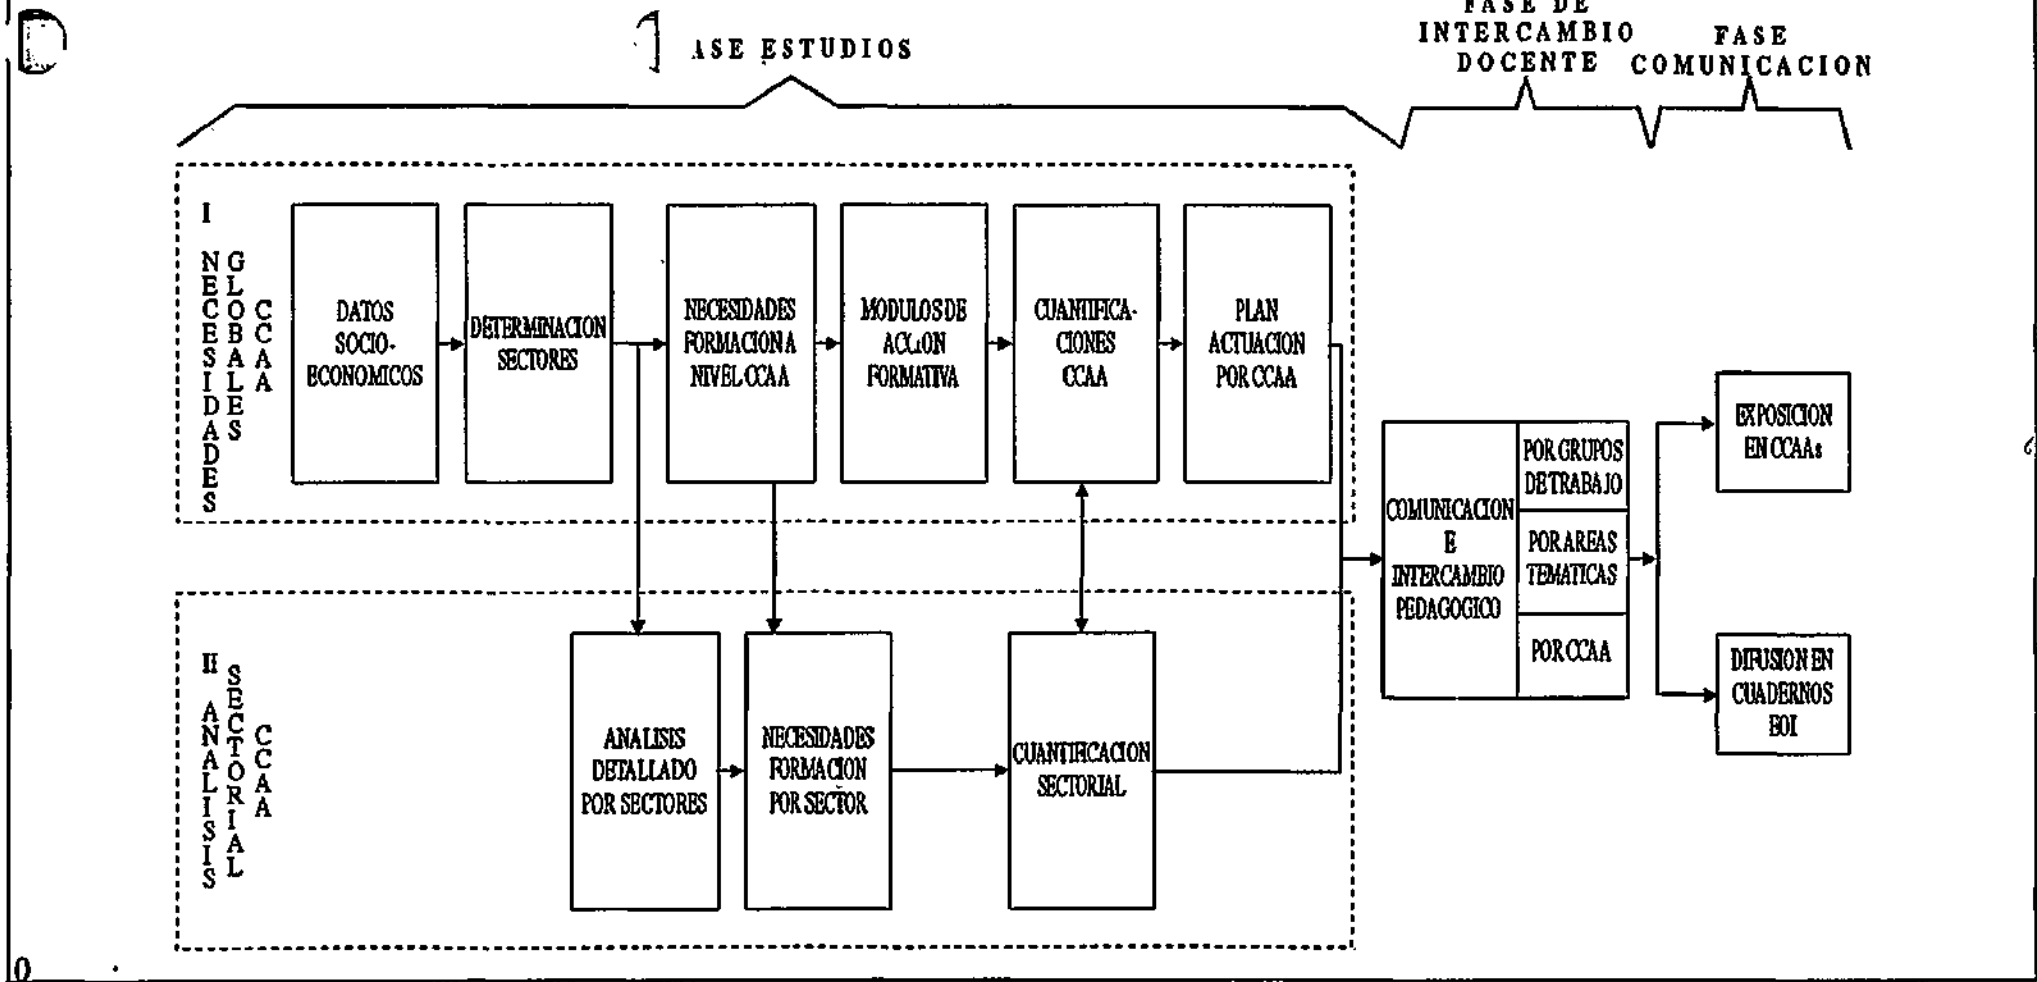 ASE ESTUDIOS
FASE DE
INTERCAMBIO
DOCENTE
FASE
COMUNICACION
I
NECESIDADES
GLOBALES
CCAA
DATOS
SOCIO-
ECONOMICOS
DETERMINACION
SECTORES
NECESIDADES
FORMACION A
NIVEL CCAA
MODULOS DE
ACCION
FORMATIVA
CUANTIFICA-
CIONES
CCAA
PLAN
ACTUACION
POR CCAA
COMUNICACION
E
INTERCAMBIO
PEDAGOGICO
POR GRUPOS
DE TRABAJO
POR AREAS
TEMATICAS
POR CCAA
EXPOSICION
EN CCAAs
DIFUSION EN
CUADERNOS
EOI
II
ANALISIS
SECTORIAL
CCAA
ANALISIS
DETALLADO
POR SECTORES
NECESIDADES
FORMACION
POR SECTOR
CUANTIFICACION
SECTORIAL
0